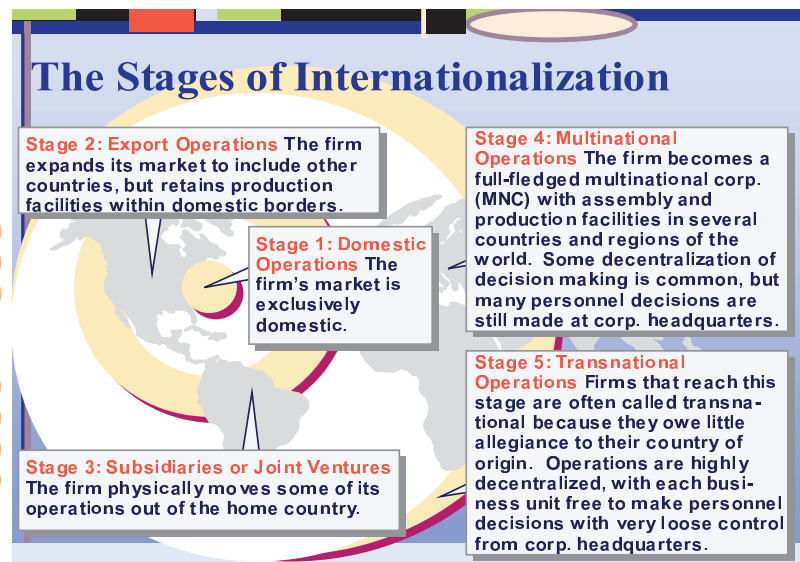 The Stages of Internationalization
Stage 2: Export Operations The firm
expands its market to include other
countries, but retains production
facilities within domestic borders.
Stage 1: Domestic
Operations The
firm's market is
exclusively
domestic.
Stage 3: Subsidiaries or Joint Ventures
The firm physically moves some of its
operations out of the home country.
Stage 4: Multinational
Operations The firm becomes a
full-fledged multinational corp.
(MNC) with assembly and
production facilities in several
countries and regions of the
world.  Some decentralization of
decision making is common, but
many personnel decisions are
still made at corp. headquarters.
Stage 5: Transnational
Operations Firms that reach this
stage are often called transna-
tional because they owe little
allegiance to their country of
origin.  Operations are highly
decentralized, with each busi-
ness unit free to make personnel
decisions with very loose control
from corp. headquarters.